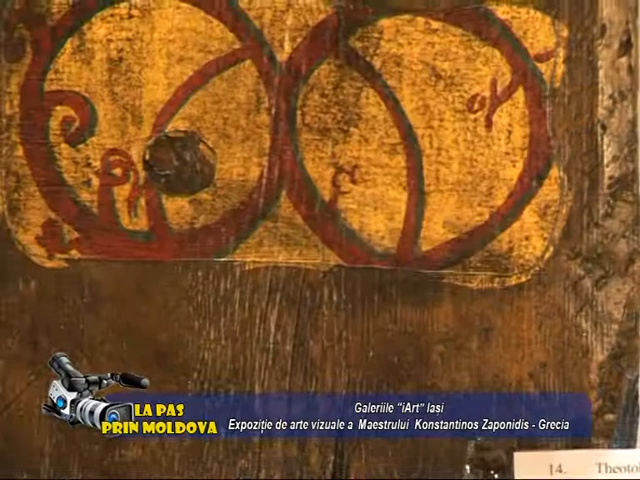 LA PAS
PRIN MOLDOVA
Galeriile "iArt" Iași
Expoziție de arte vizuale a Maestrului Konstantinos Zaponidis - Grecia
14.